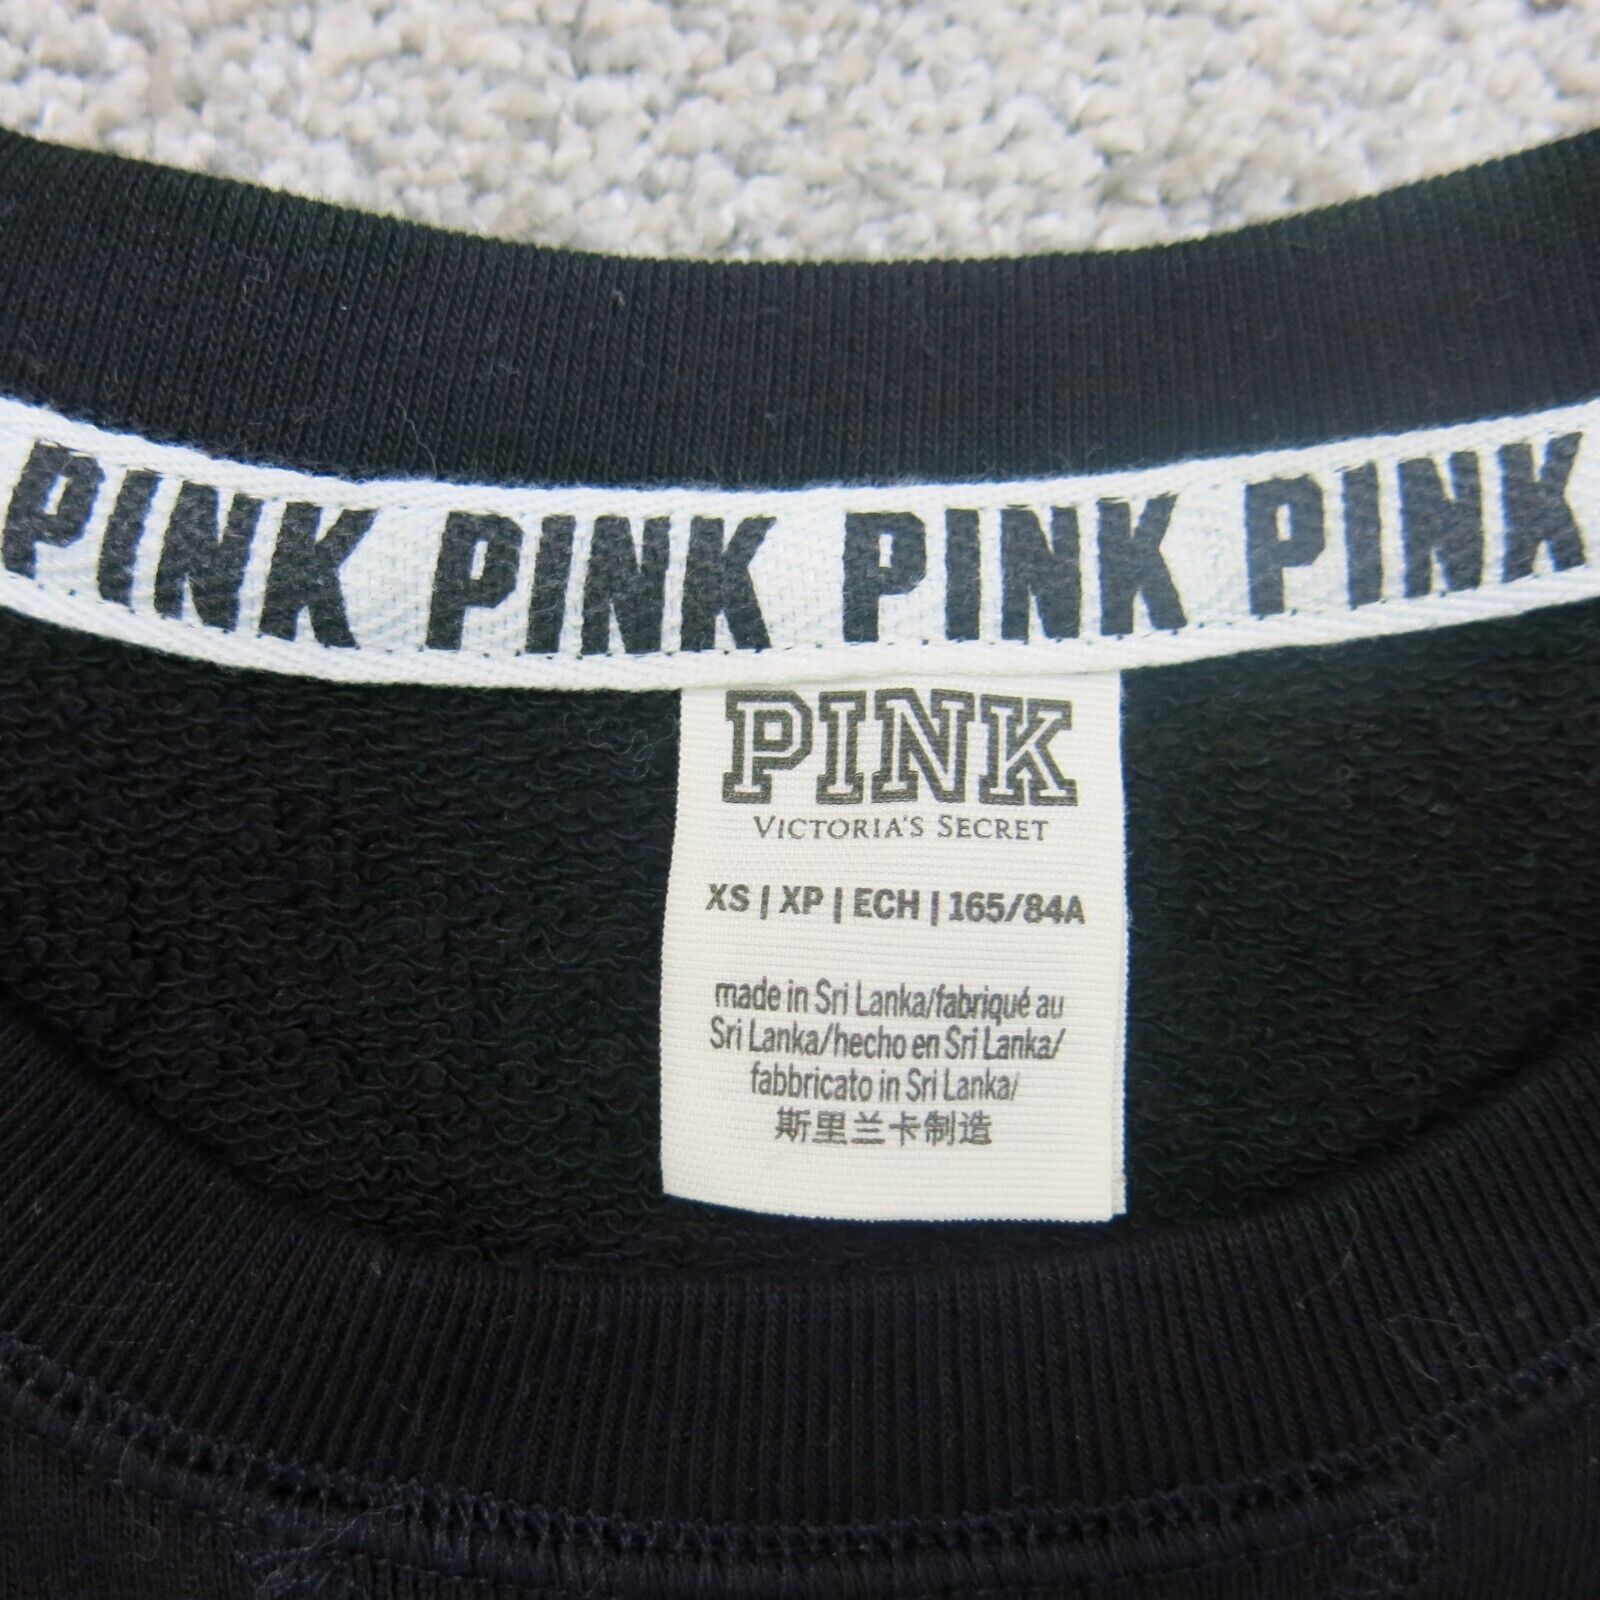 PINK PINK PINK PINK
PINK
VICTORIA'S SECRET
XS | XP | ECH | 165/84A
made in Sri Lanka/fabriqué au
Sri Lanka/hecho en Sri Lanka/
fabbricato in Sri Lanka/
斯里兰卡制造